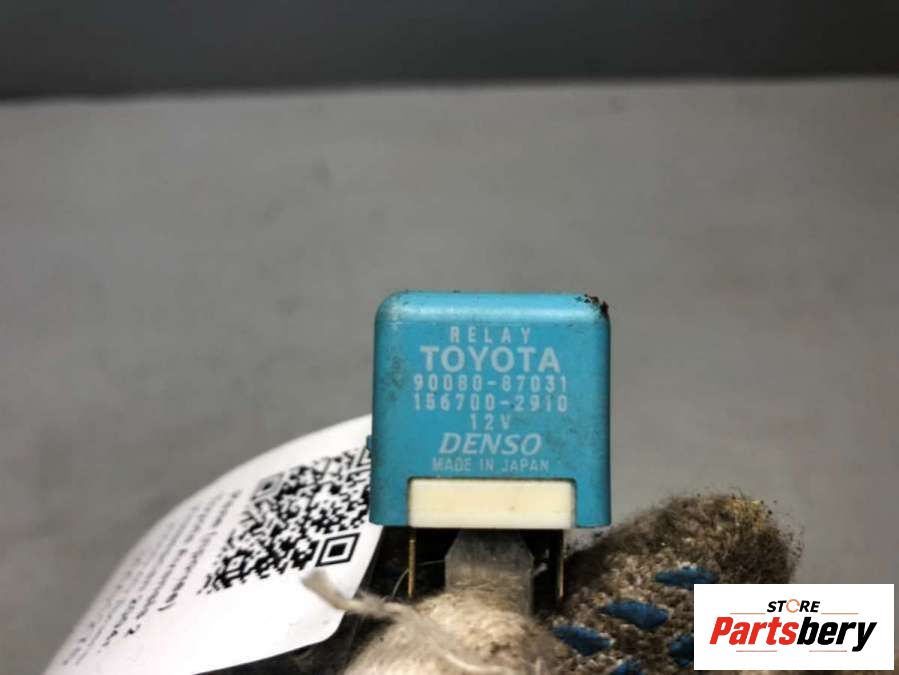 RELAY
TOYOTA
90080-87031
156700-2910
12V
DENSO
MADE IN JAPAN
STORE
Partsbery